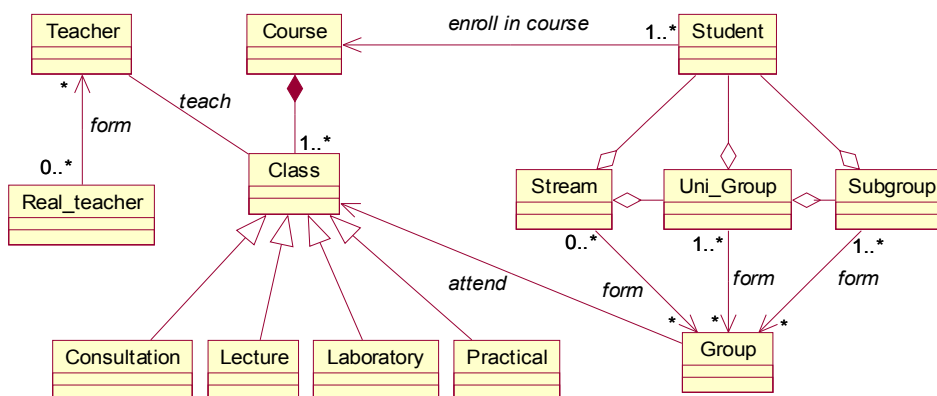 Teacher
Course
enroll in course
1..*
Student
*
teach
form
1..*
0..*
Real_teacher
Class
Stream
Uni_Group
Subgroup
0..*
1..*
1..*
attend
form
form
form
*
*
*
Consultation
Lecture
Laboratory
Practical
Group